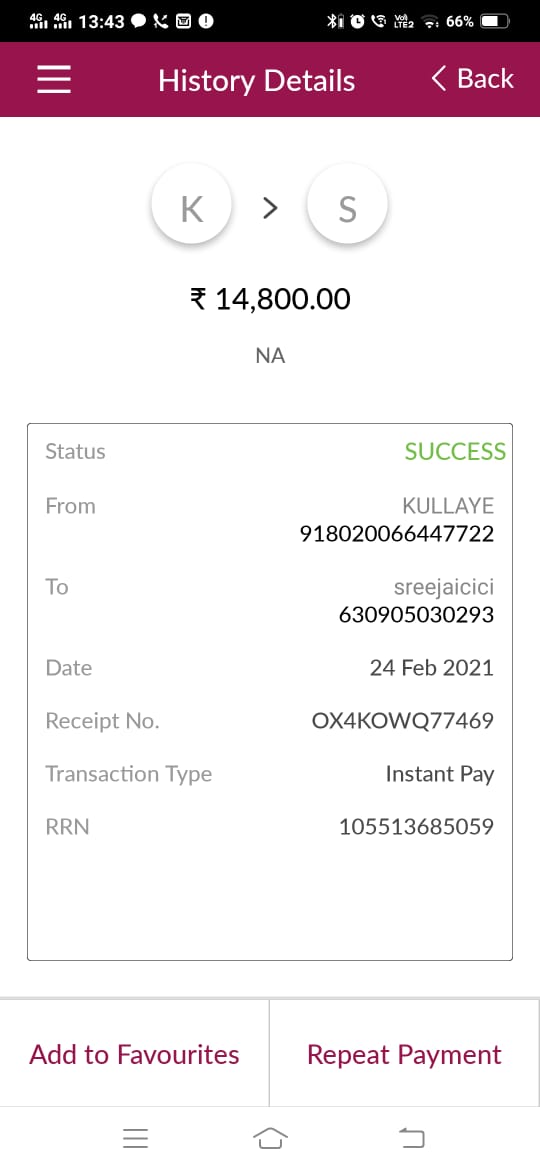 4G 4G 13:43 VoD LTE2 66%
History Details Back
K > S
₹ 14,800.00
NA
Status SUCCESS
From KULLAYE
918020066447722
To sreejaicici
630905030293
Date 24 Feb 2021
Receipt No. OX4KOWQ77469
Transaction Type Instant Pay
RRN 105513685059
Add to Favourites Repeat Payment